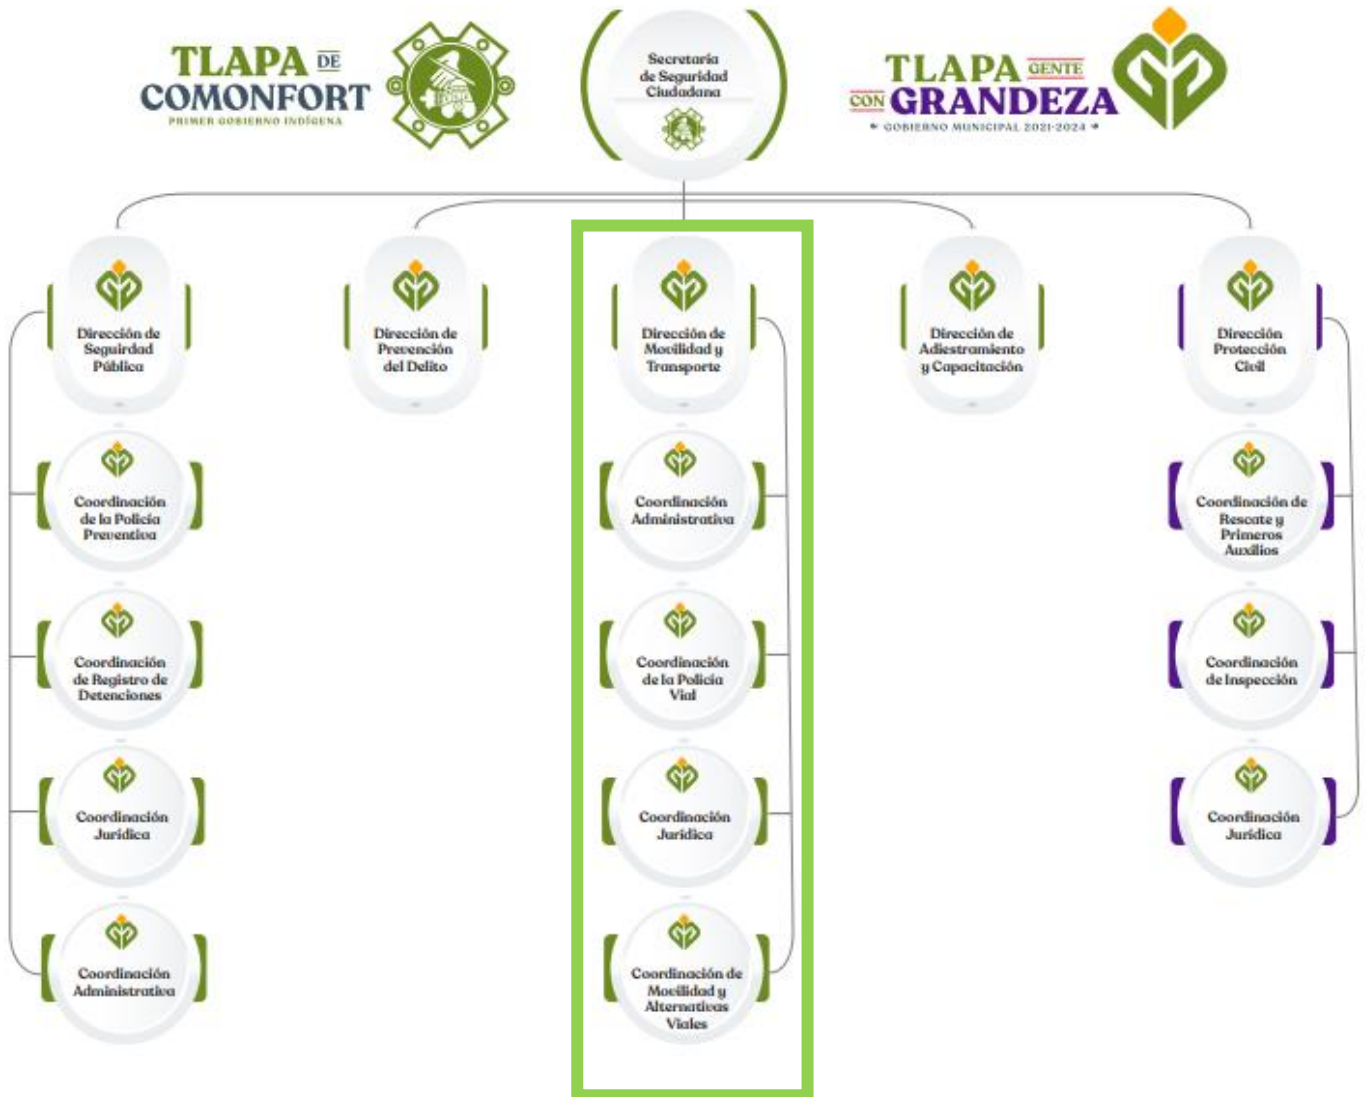 TLAPA DE
COMONFORT
PRIMER GOBIERNO INDÍGENA
Secretaría
de Seguridad
Ciudadana
TLAPA GENTE
CON GRANDEZA
GOBIERNO MUNICIPAL 2021-2024
Dirección de
Seguirdad
Pública
Dirección de
Prevención
del Delito
Dirección de
Movilidad y
Transporte
Dirección de
Adiestramiento
y Capacitación
Dirección
Protección
Civil
Coordinación
de la Policía
Preventiva
Coordinación
Administrativa
Coordinación de
Rescate y
Primeros
Auxilios
Coordinación
de Registro de
Detenciones
Coordinación
de la Policía
Vial
Coordinación
de Inspección
Coordinación
Jurídica
Coordinación
Jurídica
Coordinación
Jurídica
Coordinación
Administrativa
Coordinación de
Movilidad y
Alternativas
Viales